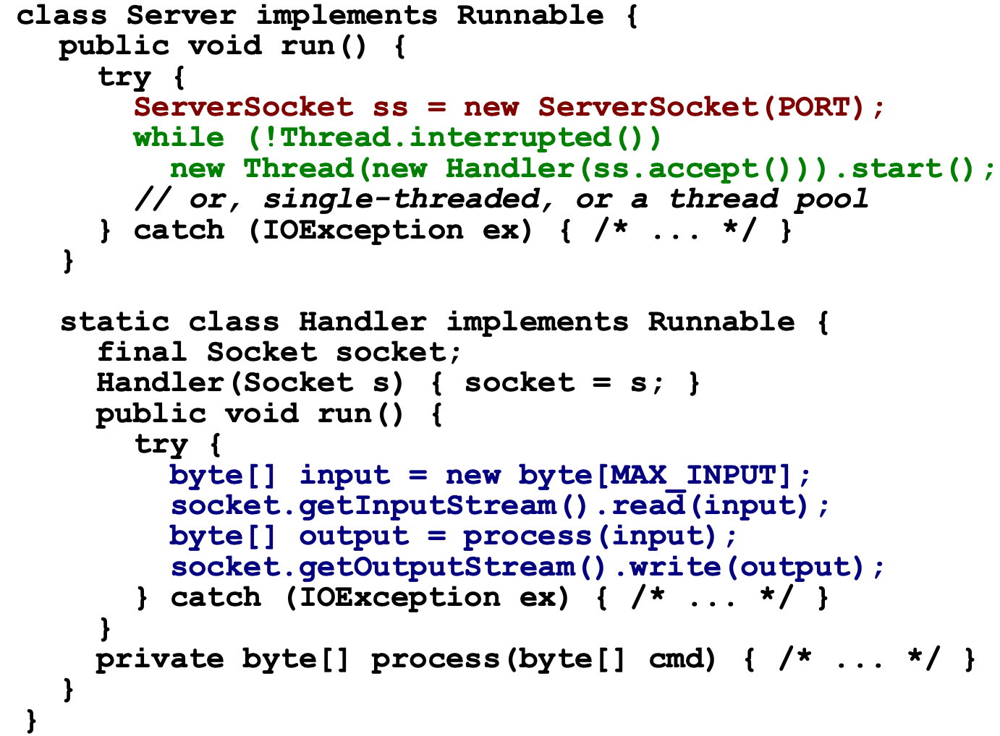 class Server implements Runnable {
public void run() {
try {
ServerSocket ss = new ServerSocket(PORT);
while (!Thread.interrupted())
new Thread(new Handler(ss.accept())).start();
// or, single-threaded, or a thread pool
} catch (IOException ex) { /* ... */ }
}
static class Handler implements Runnable {
final Socket socket;
Handler(Socket s) { socket = s; }
public void run() {
try {
byte[] input = new byte[MAX_INPUT];
socket.getInputStream().read(input);
byte[] output = process(input);
socket.getOutputStream().write(output);
} catch (IOException ex) { /* ... */ }
}
private byte[] process(byte[] cmd) { /* ... */ }
}
}